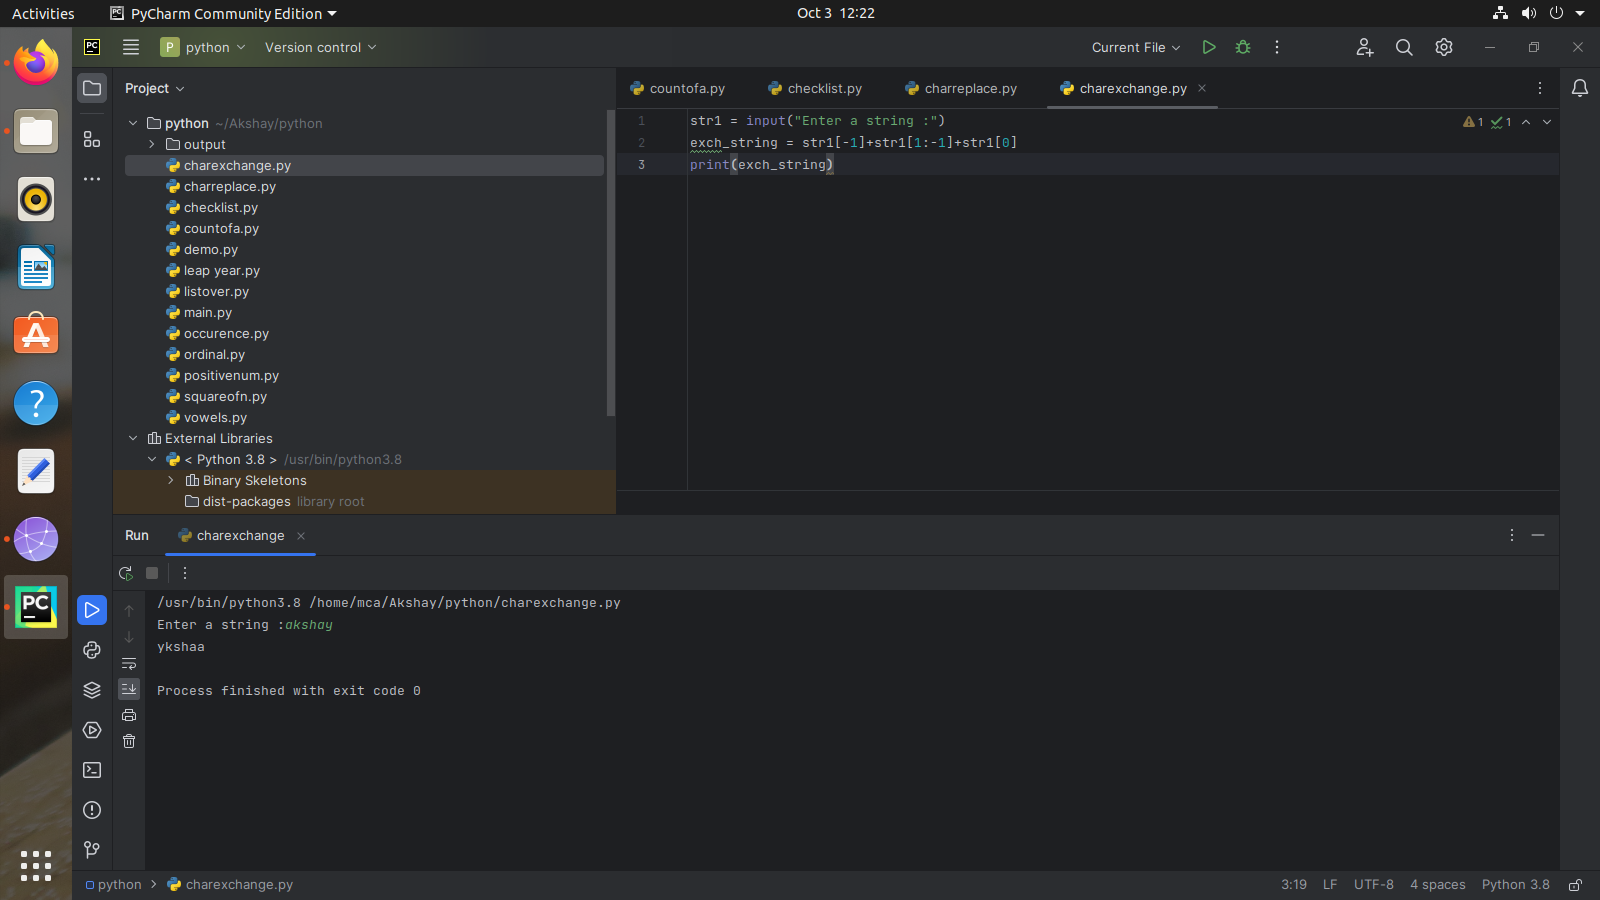 Activities PyCharm Community Edition Oct 3 12:22
PC P python Version control Current File
Project countofa.py checklist.py charreplace.py charexchange.py
python ~/Akshay/python
output
charexchange.py
charreplace.py
checklist.py
countofa.py
demo.py
leap year.py
listover.py
main.py
occurence.py
ordinal.py
positivenum.py
squareofn.py
vowels.py
External Libraries
< Python 3.8 > /usr/bin/python3.8
Binary Skeletons
dist-packages library root
1 str1 = input("Enter a string :") 1 1
2 exch_string = str1[-1]+str1[1:-1]+str1[0]
3 print(exch_string)
Run charexchange
/usr/bin/python3.8 /home/mca/Akshay/python/charexchange.py
Enter a string :akshay
ykshaa
Process finished with exit code 0
PC
python charexchange.py 3:19 LF UTF-8 4 spaces Python 3.8